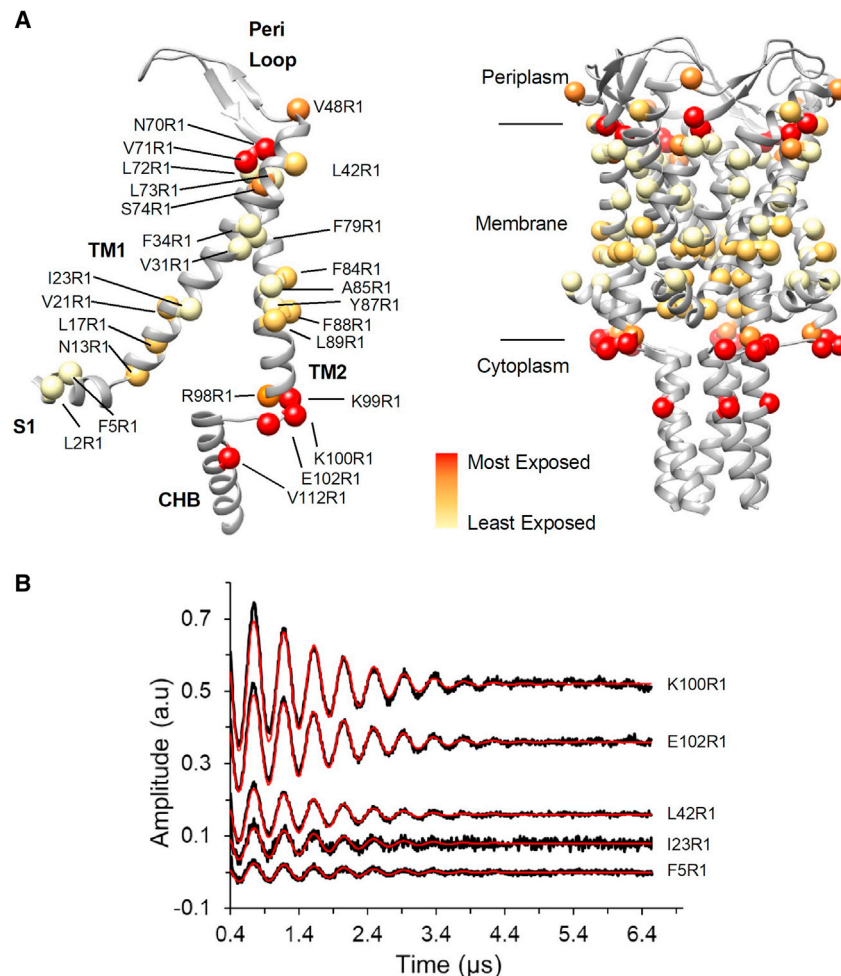 A
Peri
Loop
V48R1
N70R1
V71R1
L72R1
L73R1
S74R1
L42R1
TM1
F34R1
V31R1
F79R1
I23R1
V21R1
L17R1
N13R1
F84R1
A85R1
Y87R1
F88R1
L89R1
S1
F5R1
L2R1
R98R1
TM2
K99R1
K100R1
E102R1
V112R1
CHB
Periplasm
Membrane
Cytoplasm
Most Exposed
Least Exposed
B
Amplitude (a.u)
0.7
0.5
0.3
0.1
-0.1
K100R1
E102R1
L42R1
I23R1
F5R1
0.4 1.4 2.4 3.4 4.4 5.4 6.4
Time (µs)